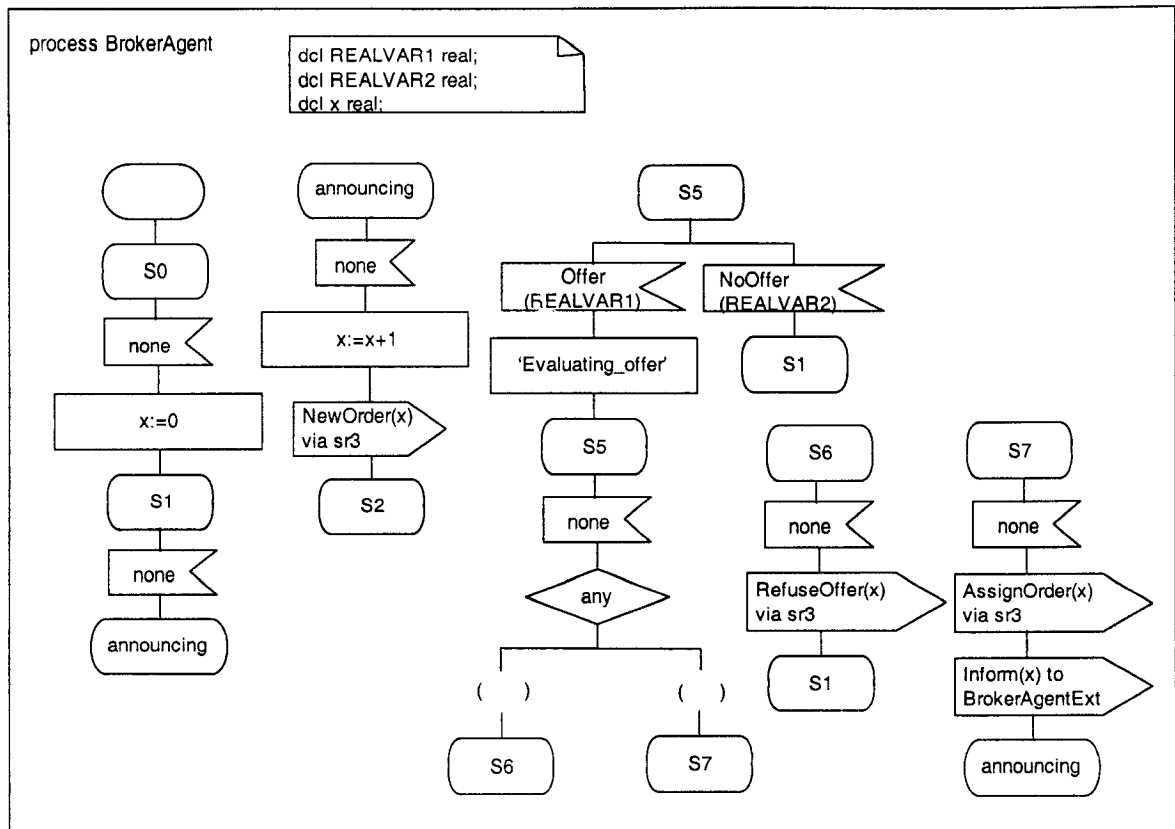 process BrokerAgent
dcl REALVAR1 real;
dcl REALVAR2 real;
dcl x real;
S0
none
x:=0
S1
none
announcing
announcing
none
x:=x+1
NewOrder(x)
via sr3
S2
S5
Offer
(REALVAR1)
'Evaluating_offer'
S5
none
any
( )
( )
S6
S7
NoOffer
(REALVAR2)
S1
S6
none
RefuseOffer(x)
via sr3
S1
S7
none
AssignOrder(x)
via sr3
Inform(x) to
BrokerAgentExt
announcing